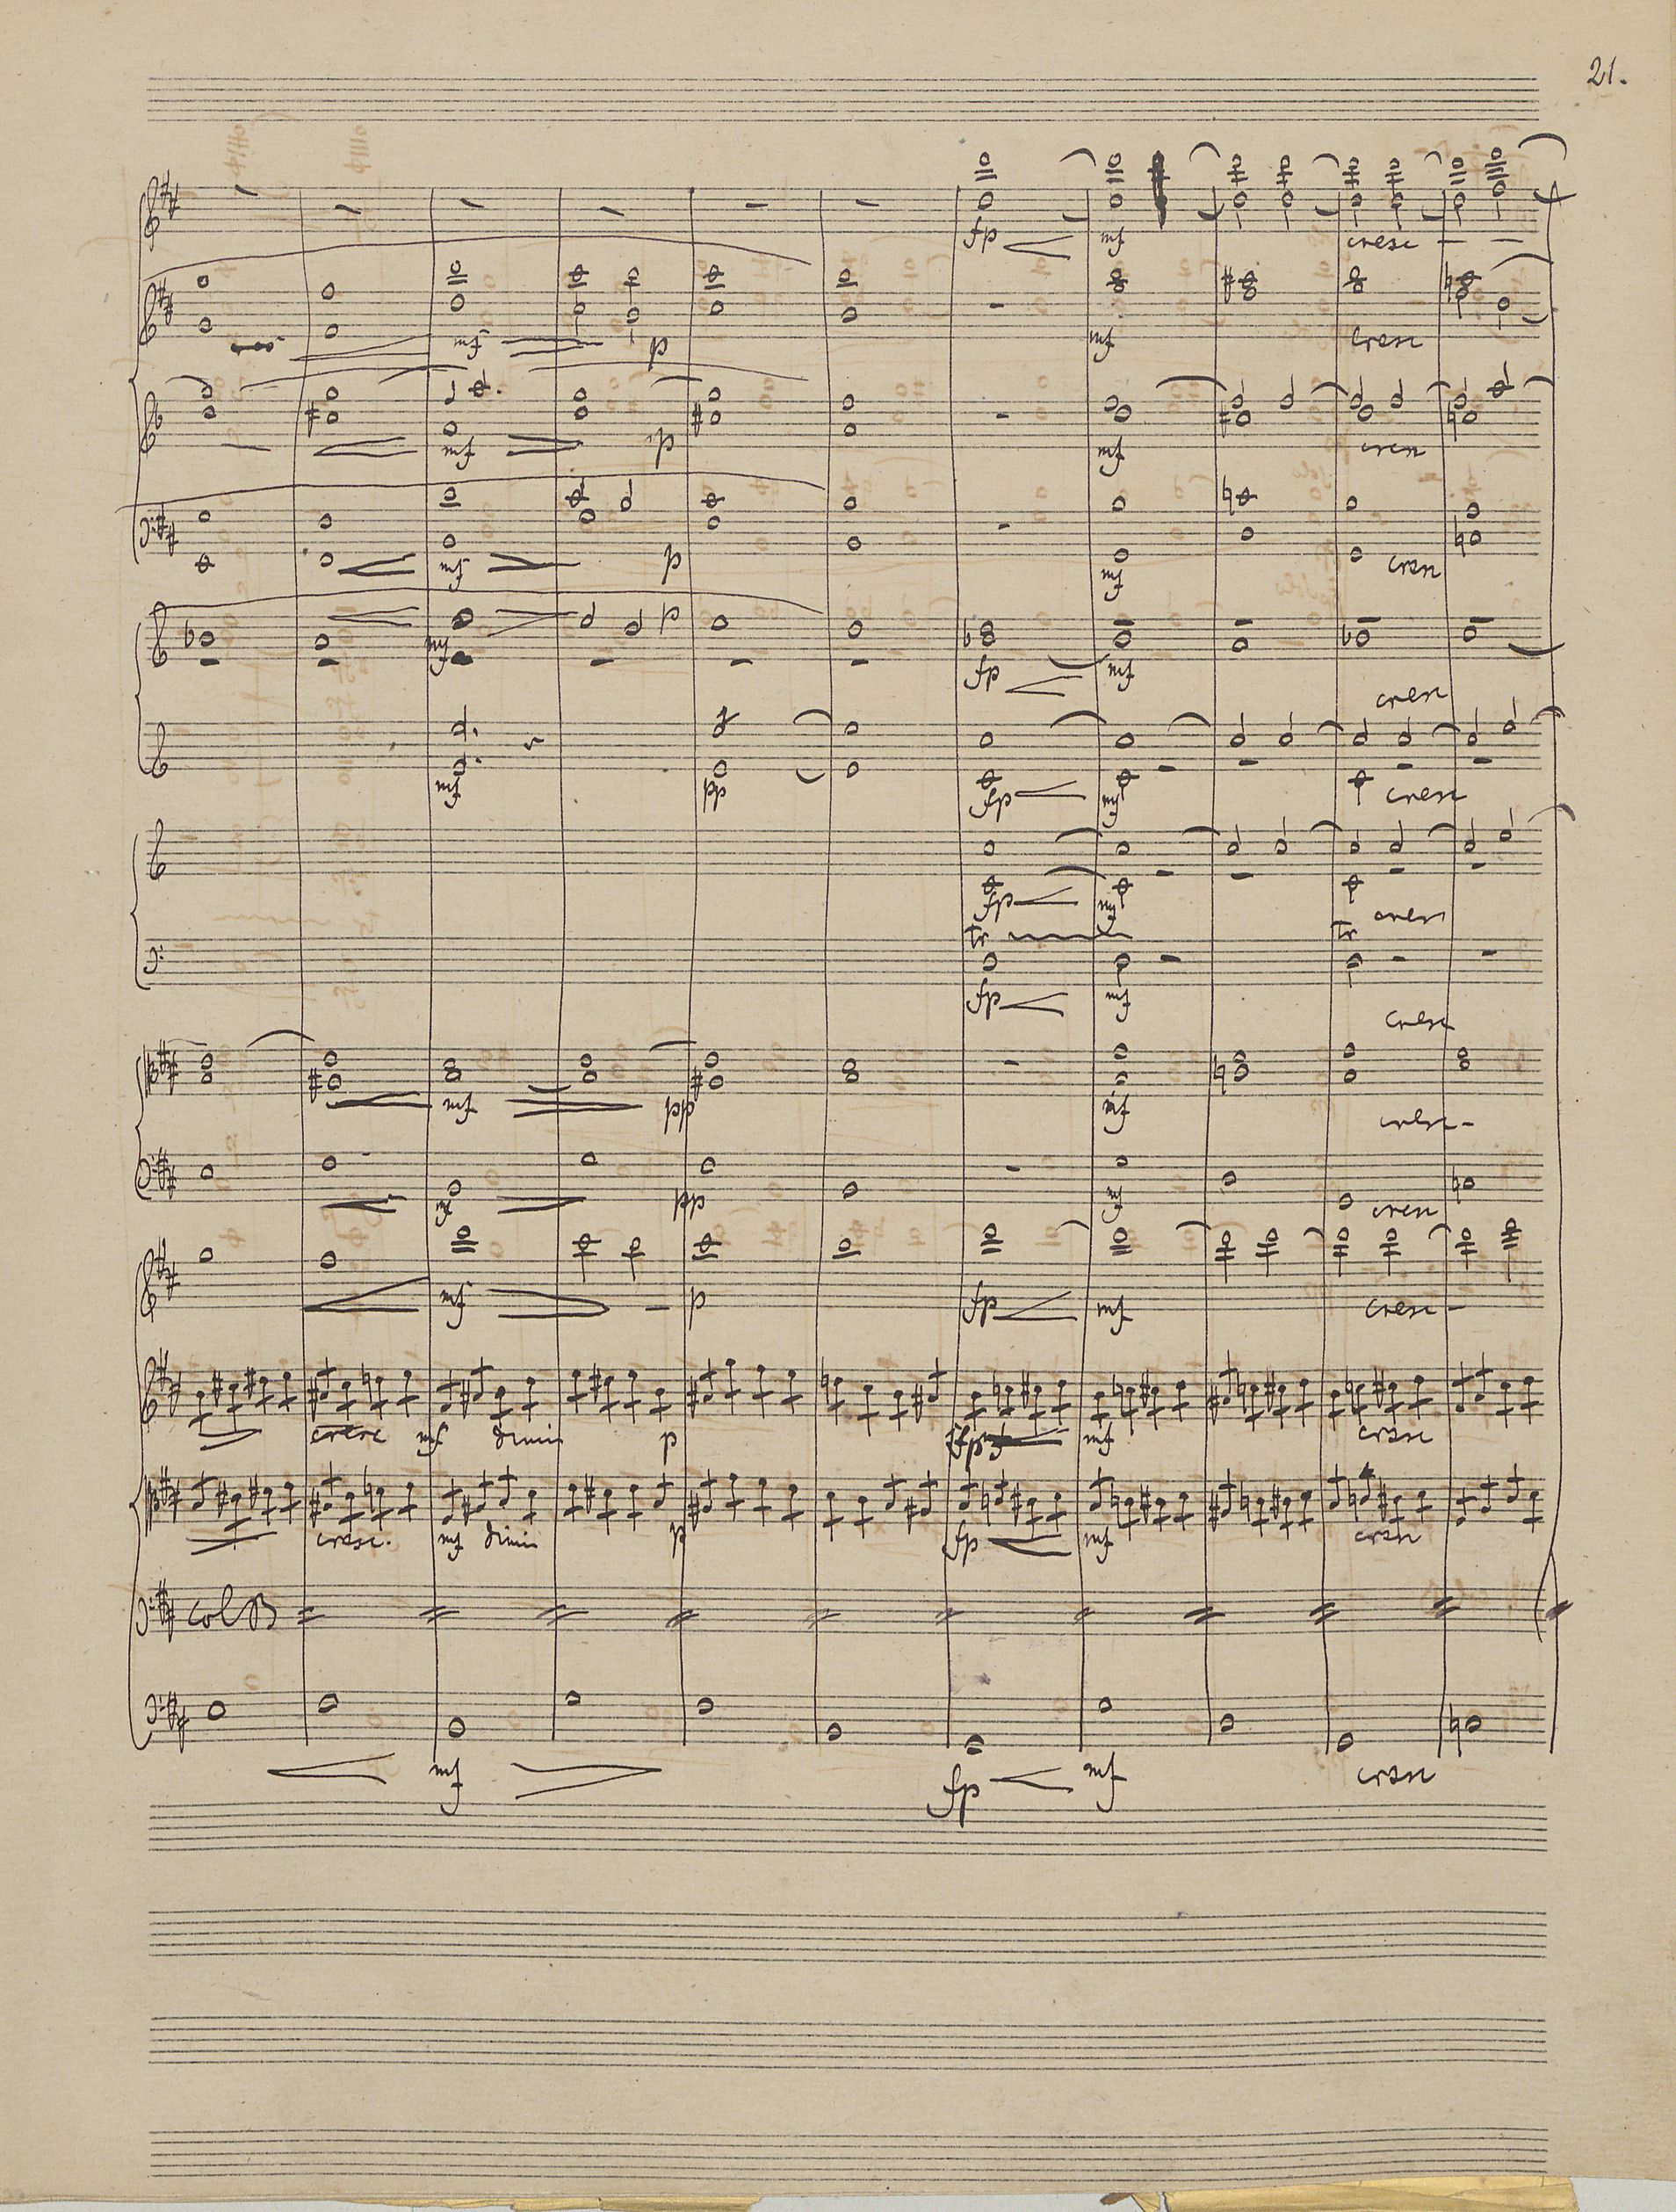 21.
fp mf cresc - -
mf p mf cresc
mf p mf cresc
mf p mf cresc
p
mf fp mf cresc
mf pp fp mf cresc
fp mf cresc
tr tr
fp mf cresc
mf pp mf cresc-
mf pp mf cresc
mf p fp mf cresc-
cresc mf dimin p fp mf cresc
cresc. mf dimin p fp mf cresc
col B
mf fp mf cresc